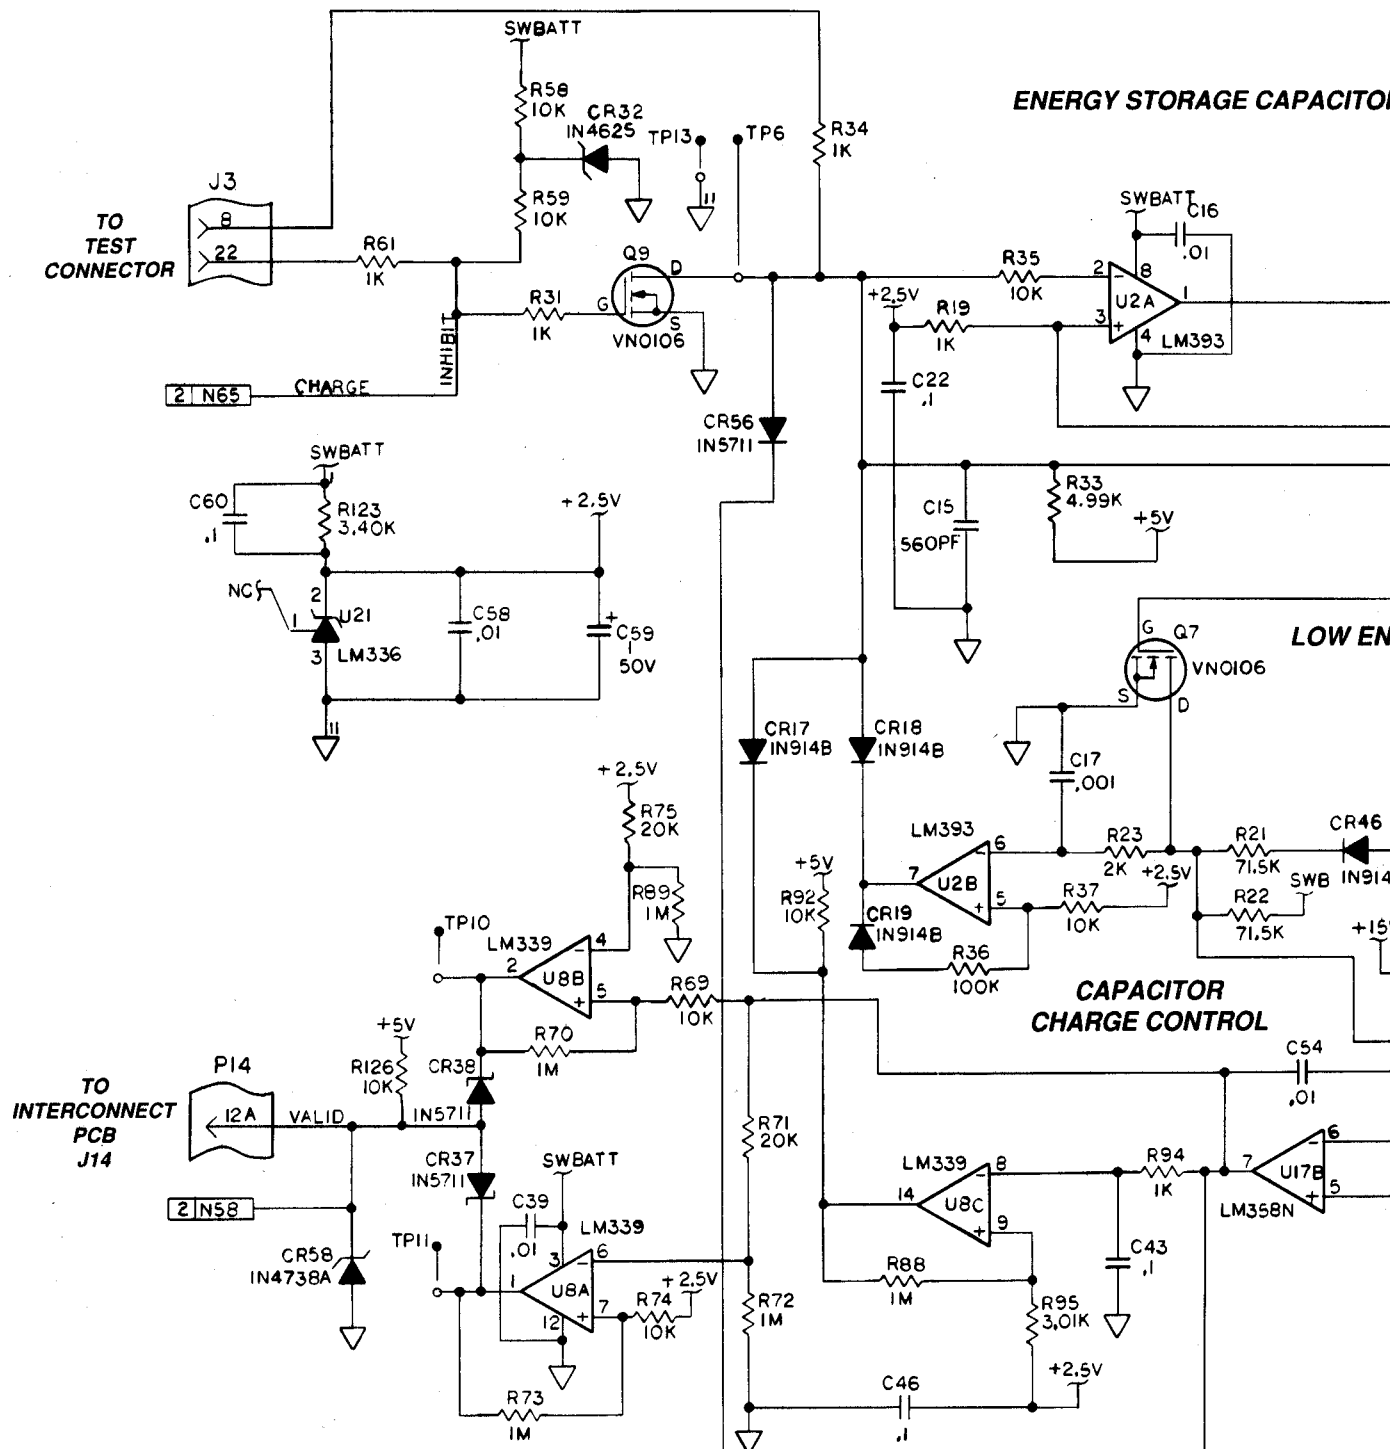 SWBATT
R58
10K
CR32
1N4625
TP13
TP6
R34
1K
ENERGY STORAGE CAPACITOR
J3
8
22
TO
TEST
CONNECTOR
R59
10K
11
R61
1K
Q9
D
G
S
VN0106
R31
1K
INHIBIT
2 N65
CHARGE
SWBATT
C16
.01
R35
10K
2
8
1
U2A
3
4
LM393
+2.5V
R19
1K
C22
.1
CR56
1N5711
SWBATT
C60
.1
R123
3.40K
+2.5V
C15
560PF
R33
4.99K
+5V
NC
2
1
U21
3
LM336
C58
.01
+
C59
1
50V
11
G
Q7
VN0106
S
D
LOW EN
CR17
1N914B
CR18
1N914B
C17
.001
+2.5V
R75
20K
LM393
6
7
U2B
5
R23
2K
R21
71.5K
CR46
1N914
+5V
R92
10K
R89
1M
CR19
1N914B
R37
10K
+2.5V
R22
71.5K
SWB
+15V
R36
100K
TP10
LM339
4
2
U8B
5
R69
10K
CAPACITOR
CHARGE CONTROL
R70
1M
+5V
R126
10K
CR38
1N5711
C54
.01
P14
12A
VALID
TO
INTERCONNECT
PCB
J14
R71
20K
CR37
1N5711
SWBATT
C39
.01
LM339
LM339
8
14
U8C
9
R94
1K
7
U17B
6
5
LM358N
2 N58
CR58
1N4738A
TP11
3
6
1
U8A
7
12
R74
10K
+2.5V
R72
1M
R88
1M
C43
.1
R95
3.01K
R73
1M
C46
.1
+2.5V